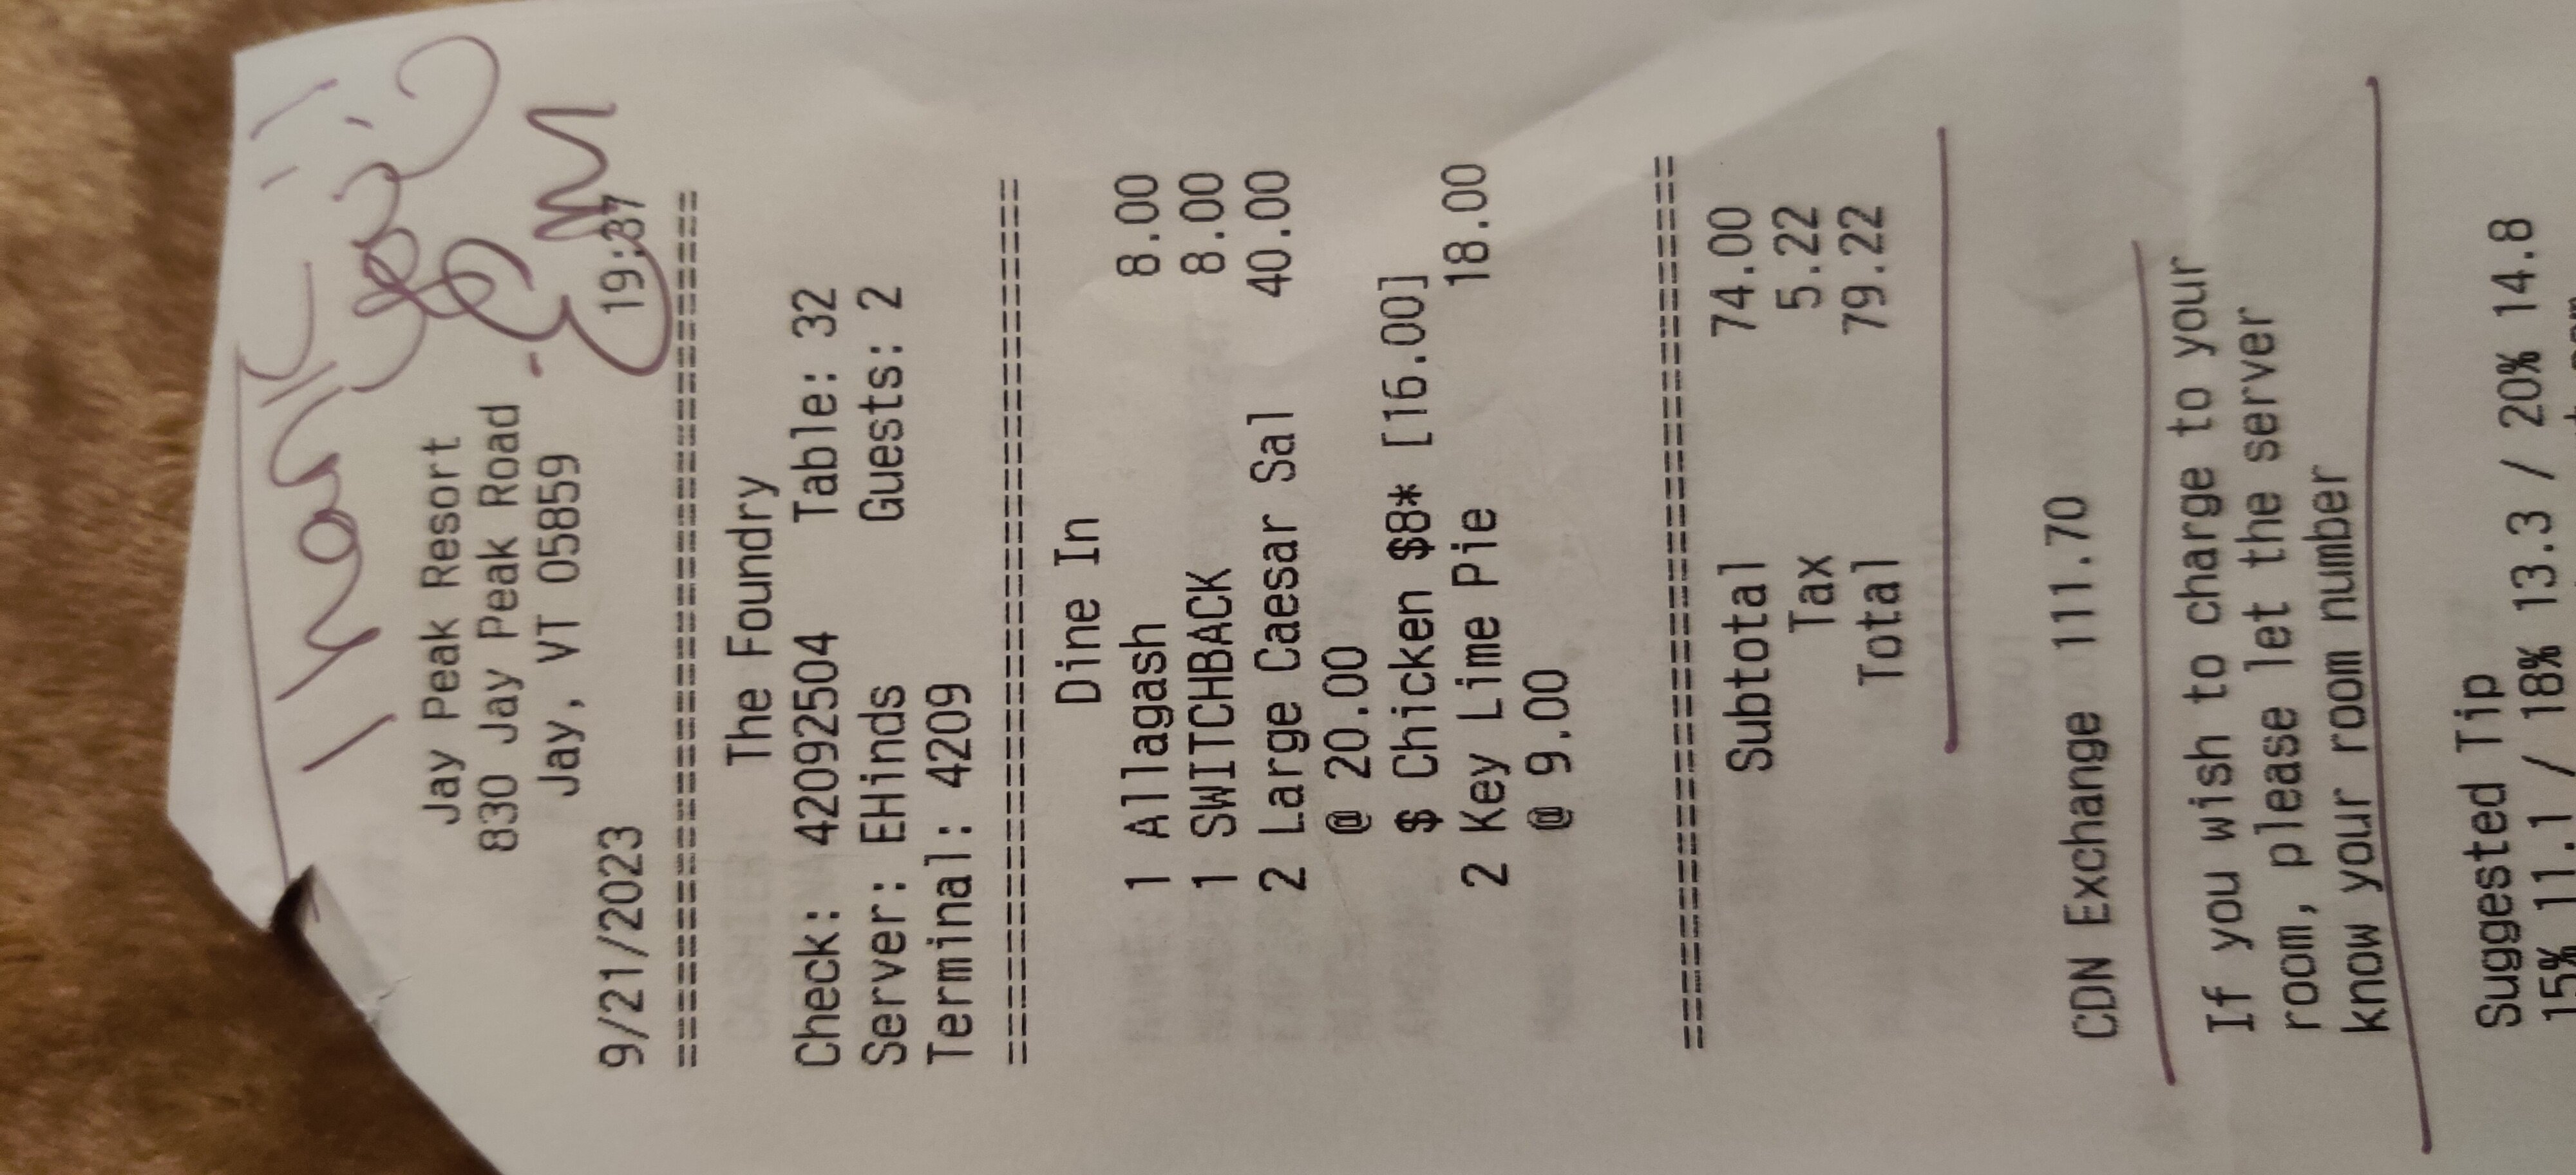 Thank you!!
- Em
Jay Peak Resort
830 Jay Peak Road
Jay, VT 05859
9/21/2023 19:37
========================================
The Foundry
Check: 42092504 Table: 32
Server: EHinds Guests: 2
Terminal: 4209
========================================
Dine In
1 Allagash 8.00
1 SWITCHBACK 8.00
2 Large Caesar Sal 40.00
@ 20.00
$ Chicken $8* [16.00]
2 Key Lime Pie 18.00
@ 9.00
========================================
Subtotal 74.00
Tax 5.22
Total 79.22
CDN Exchange 111.70
If you wish to charge to your
room, please let the server
know your room number
Suggested Tip
15% 11.1 / 18% 13.3 / 20% 14.8